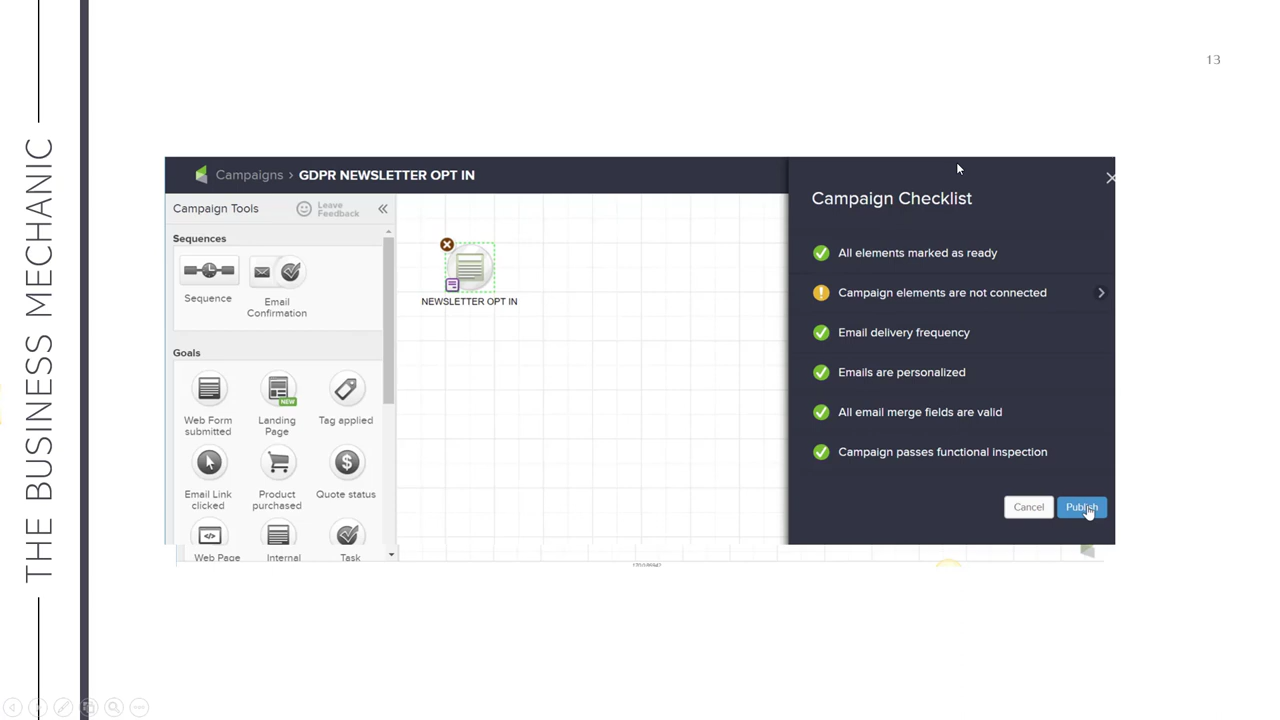 THE BUSINESS MECHANIC
13
Campaigns > GDPR NEWSLETTER OPT IN
Campaign Tools
Leave
Feedback
Sequences
Sequence
Email
Confirmation
Goals
NEW
Web Form
submitted
Landing
Page
Tag applied
Email Link
clicked
Product
purchased
Quote status
Web Page
Internal
Task
NEWSLETTER OPT IN
Campaign Checklist
All elements marked as ready
Campaign elements are not connected
Email delivery frequency
Emails are personalized
All email merge fields are valid
Campaign passes functional inspection
Cancel
Publish